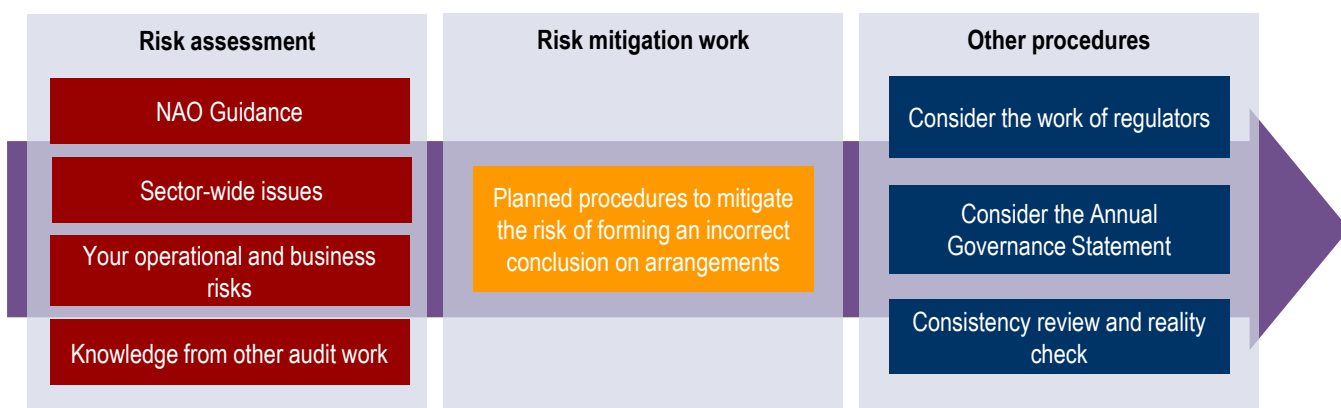 Risk assessment
NAO Guidance
Sector-wide issues
Your operational and business
risks
Knowledge from other audit work
Risk mitigation work
Planned procedures to mitigate
the risk of forming an incorrect
conclusion on arrangements
Other procedures
Consider the work of regulators
Consider the Annual
Governance Statement
Consistency review and reality
check